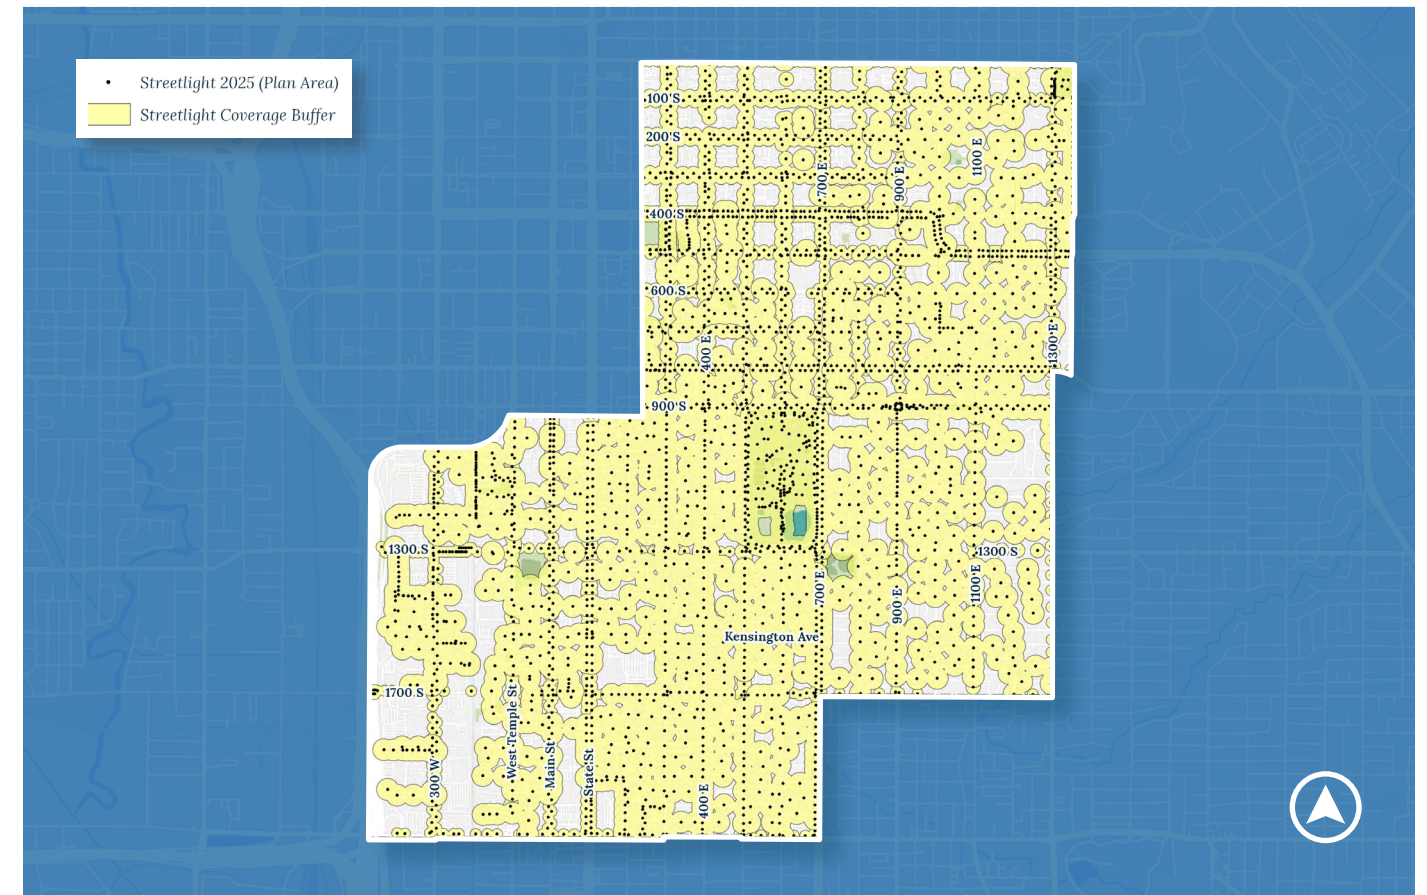 Streetlight 2025 (Plan Area)
Streetlight Coverage Buffer
100 S
200 S
1100 E
700 E
900 E
400 S
600 S
400 E
1300 E
900 S
1300 S
1300 S
700 E
1100 E
900 E
Kensington Ave
1700 S
West Temple St
Main St
State St
300 W
400 E